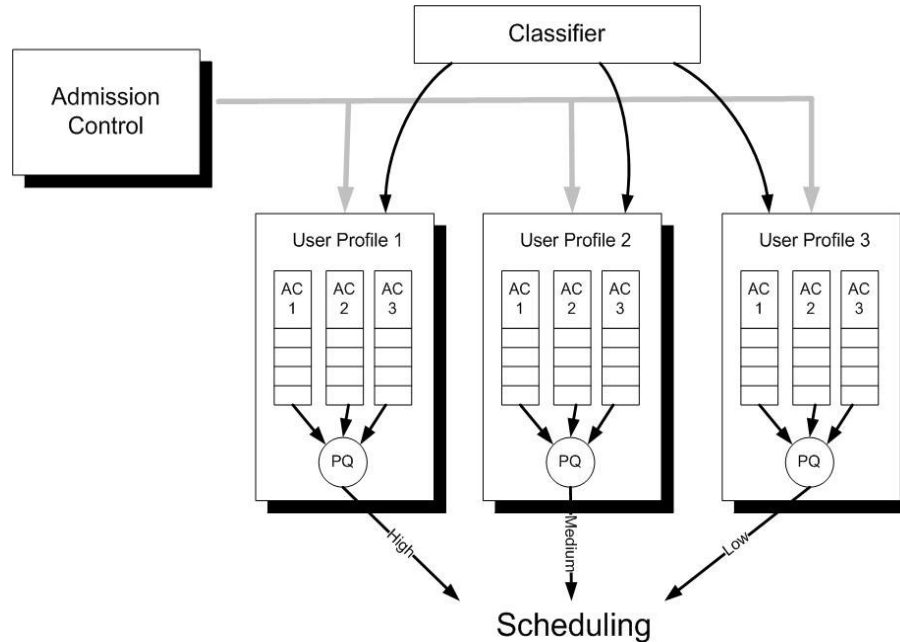 Classifier
Admission
Control
User Profile 1
User Profile 2
User Profile 3
AC
1
AC
2
AC
3
AC
1
AC
2
AC
3
AC
1
AC
2
AC
3
PQ
PQ
PQ
High
Medium
Low
Scheduling